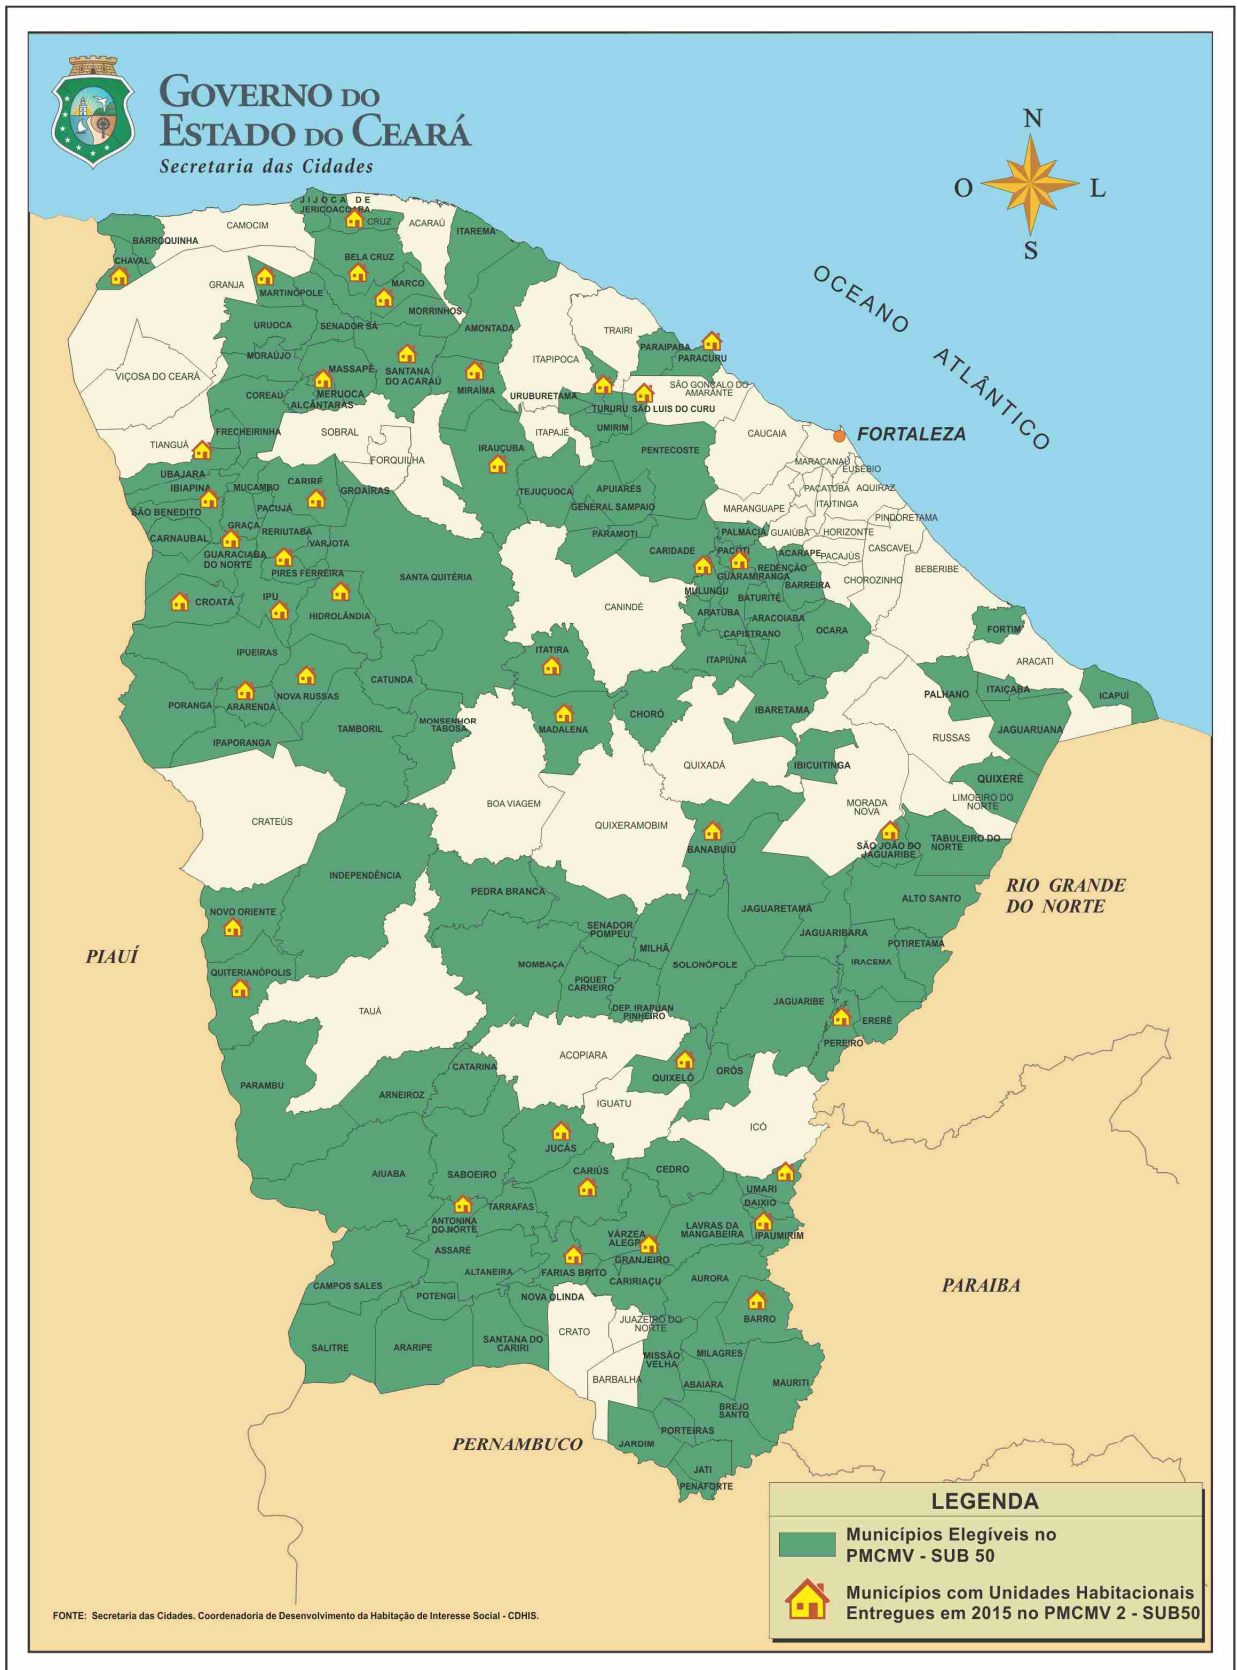 GOVERNO DO
ESTADO DO CEARÁ
Secretaria das Cidades
N
O
L
S
OCEANO ATLÂNTICO
JIJOCA DE
JERICOACOARA
CRUZ
ACARAÚ
CAMOCIM
ITAREMA
BARROQUINHA
CHAVAL
BELA CRUZ
GRANJA
MARTINÓPOLE
MARCO
MORRINHOS
URUOCA
SENADOR SÁ
AMONTADA
TRAIRI
PARAIPABA
PARACURU
MORAÚJO
MASSAPÊ
SANTANA
DO ACARAÚ
ITAPIPOCA
VIÇOSA DO CEARÁ
MIRAÍMA
SÃO GONÇALO DO
AMARANTE
COREAÚ
MERUOCA
ALCÂNTARAS
URUBURETAMA
TURURU
SÃO LUIS DO CURU
UMIRIM
FRECHEIRINHA
SOBRAL
ITAPAJÉ
CAUCAIA
FORTALEZA
TIANGUÁ
IRAUÇUBA
PENTECOSTE
FORQUILHA
MARACANAÚ
EUSÉBIO
UBAJARA
IBIAPINA
MUCAMBO
CARIRÉ
GROAÍRAS
TEJUÇUOCA
APUIARÉS
PACATUBA
AQUIRAZ
ITAITINGA
SÃO BENEDITO
PACUJÁ
GENERAL SAMPAIO
MARANGUAPE
PINDORETAMA
GRAÇA
RERIUTABA
CARNAUBAL
VARJOTA
PARAMOTI
PALMÁCIA
GUAIÚBA
HORIZONTE
GUARACIABA
DO NORTE
CARIDADE
PACOTI
ACARAPE
PACAJÚS
CASCAVEL
PIRES FERREIRA
SANTA QUITÉRIA
REDENÇÃO
GUARAMIRANGA
BEBERIBE
MULUNGU
BARREIRA
CHOROZINHO
CROATÁ
IPU
HIDROLÂNDIA
CANINDÉ
BATURITÉ
ARATUBA
ARACOIABA
CAPISTRANO
OCARA
FORTIM
IPUEIRAS
ITATIRA
ITAPIÚNA
ARACATI
CATUNDA
NOVA RUSSAS
PORANGA
ARARENDÁ
PALHANO
ITAIÇABA
ICAPUÍ
MONSENHOR
TABOSA
MADALENA
CHORÓ
IBARETAMA
TAMBORIL
JAGUARUANA
IPAPORANGA
RUSSAS
QUIXADÁ
IBICUITINGA
QUIXERÉ
BOA VIAGEM
MORADA
NOVA
LIMOEIRO DO
NORTE
CRATEÚS
QUIXERAMOBIM
BANABUIÚ
SÃO JOÃO DO
JAGUARIBE
TABULEIRO DO
NORTE
INDEPENDÊNCIA
RIO GRANDE
DO NORTE
PEDRA BRANCA
ALTO SANTO
NOVO ORIENTE
JAGUARETAMA
SENADOR
POMPEU
JAGUARIBARA
POTIRETAMA
PIAUÍ
MILHÃ
QUITERIANÓPOLIS
MOMBAÇA
SOLONÓPOLE
IRACEMA
PIQUET
CARNEIRO
JAGUARIBE
TAUÁ
DEP. IRAPUAN
PINHEIRO
ERERÊ
PEREIRO
ACOPIARA
CATARINA
QUIXELÔ
ORÓS
PARAMBU
ARNEIROZ
IGUATU
ICÓ
JUCÁS
AIUABA
SABOEIRO
CARIÚS
CEDRO
UMARI
TARRAFAS
BAIXIO
ANTONINA
DO NORTE
VÁRZEA
ALEGRE
LAVRAS DA
MANGABEIRA
IPAUMIRIM
ASSARÉ
GRANJEIRO
ALTANEIRA
FARIAS BRITO
CARIRIAÇU
AURORA
CAMPOS SALES
POTENGI
NOVA OLINDA
PARAIBA
CRATO
JUAZEIRO DO
NORTE
BARRO
SALITRE
ARARIPE
SANTANA DO
CARIRI
MISSÃO
VELHA
MILAGRES
BARBALHA
ABAIARA
MAURITI
BREJO
SANTO
PORTEIRAS
PERNAMBUCO
JARDIM
JATI
PENAFORTE
LEGENDA
Municípios Elegíveis no
PMCMV - SUB 50
Municípios com Unidades Habitacionais
Entregues em 2015 no PMCMV 2 - SUB50
FONTE: Secretaria das Cidades. Coordenadoria de Desenvolvimento da Habitação de Interesse Social - CDHIS.